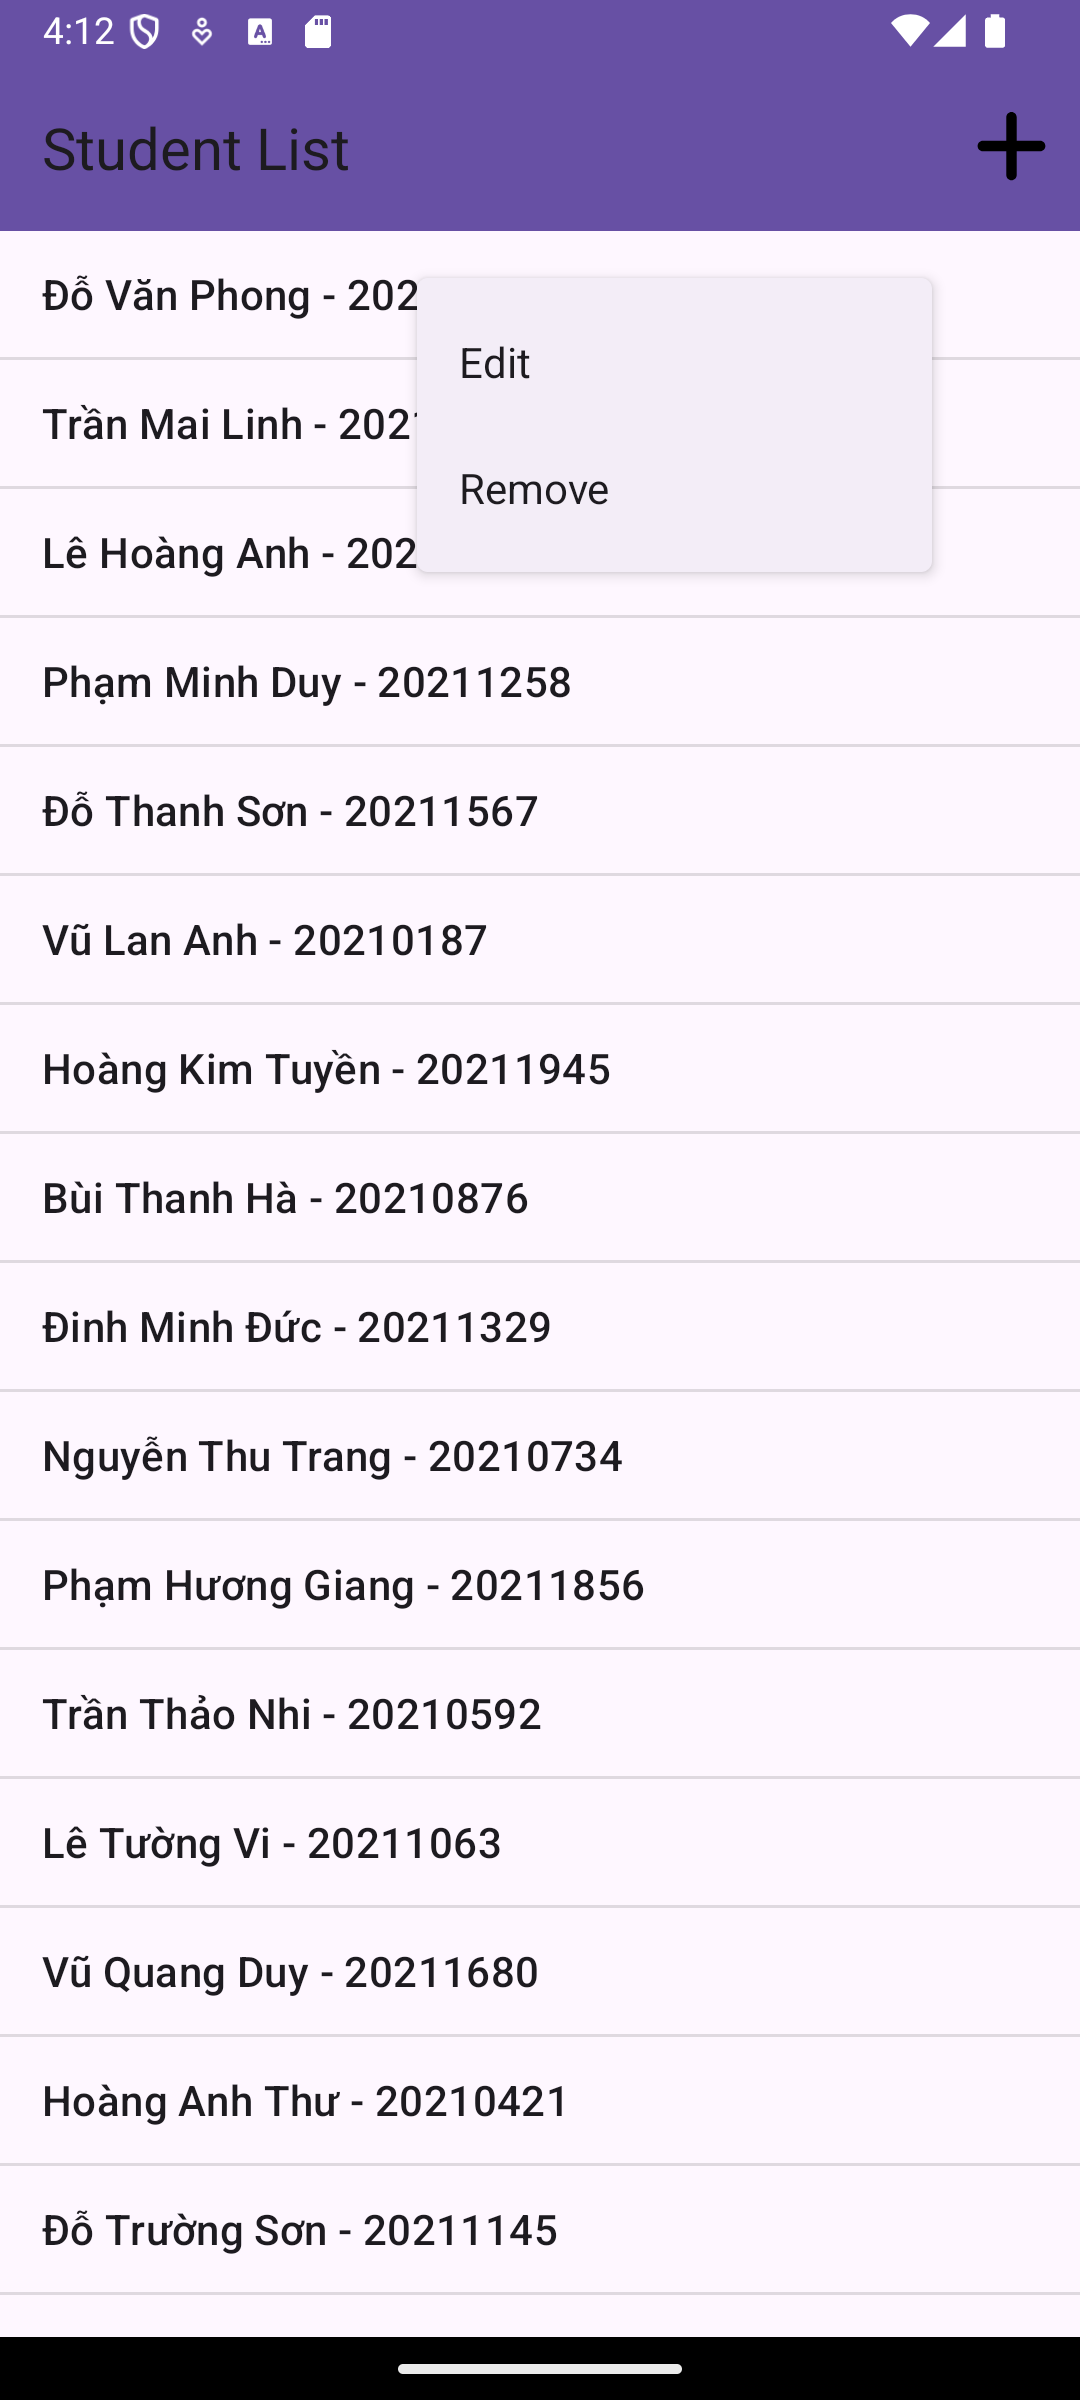 4:12
Student List
Đỗ Văn Phong - 202
Edit
Trần Mai Linh - 202
Remove
Lê Hoàng Anh - 202
Phạm Minh Duy - 20211258
Đỗ Thanh Sơn - 20211567
Vũ Lan Anh - 20210187
Hoàng Kim Tuyền - 20211945
Bùi Thanh Hà - 20210876
Đinh Minh Đức - 20211329
Nguyễn Thu Trang - 20210734
Phạm Hương Giang - 20211856
Trần Thảo Nhi - 20210592
Lê Tường Vi - 20211063
Vũ Quang Duy - 20211680
Hoàng Anh Thư - 20210421
Đỗ Trường Sơn - 20211145